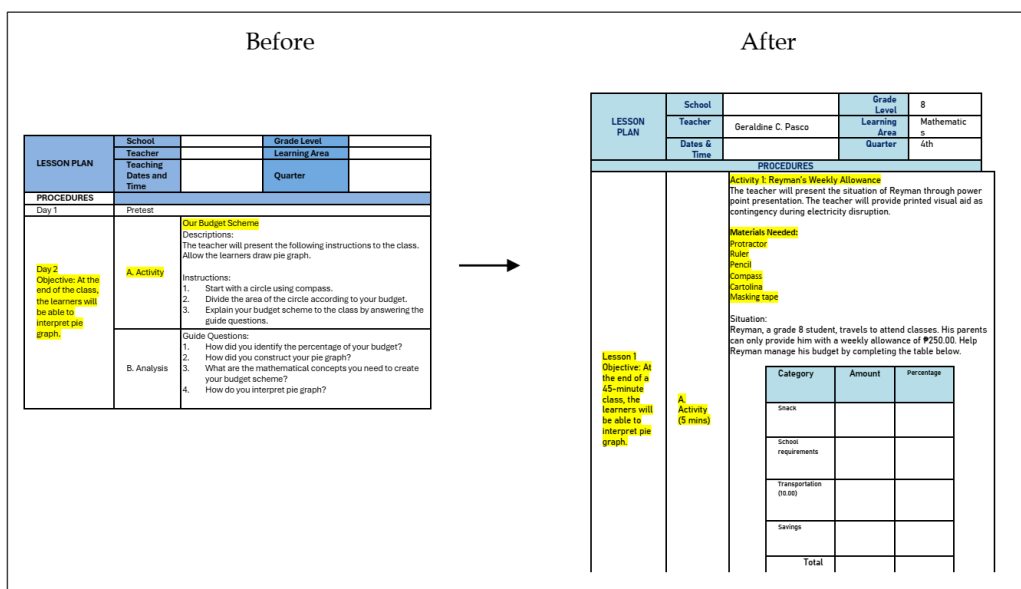 Before
After
LESSON PLAN
School
Grade Level
Teacher
Learning Area
Teaching
Dates and
Time
Quarter
PROCEDURES
Day 1
Pretest
Day 2
Objective: At the
end of the class,
the learners will
be able to
interpret pie
graph.
A. Activity
Our Budget Scheme
Descriptions:
The teacher will present the following instructions to the class.
Allow the learners draw pie graph.
Instructions:
1. Start with a circle using compass.
2. Divide the area of the circle according to your budget.
3. Explain your budget scheme to the class by answering the
guide questions.
B. Analysis
Guide Questions:
1. How did you identify the percentage of your budget?
2. How did you construct your pie graph?
3. What are the mathematical concepts you need to create
your budget scheme?
4. How do you interpret pie graph?
LESSON
PLAN
School
Grade
Level
8
Teacher
Geraldine C. Pasco
Learning
Area
Mathematic
s
Dates &
Time
Quarter
4th
PROCEDURES
Lesson 1
Objective: At
the end of a
45-minute
class, the
learners will
be able to
interpret pie
graph.
A.
Activity
(5 mins)
Activity 1: Reyman's Weekly Allowance
The teacher will present the situation of Reyman through power
point presentation. The teacher will provide printed visual aid as
contingency during electricity disruption.
Materials Needed:
Protractor
Ruler
Pencil
Compass
Cartolina
Masking tape
Situation:
Reyman, a grade 8 student, travels to attend classes. His parents
can only provide him with a weekly allowance of ₱250.00. Help
Reyman manage his budget by completing the table below.
Category Amount Percentage
Snack
School
requirements
Transportation
(10.00)
Savings
Total